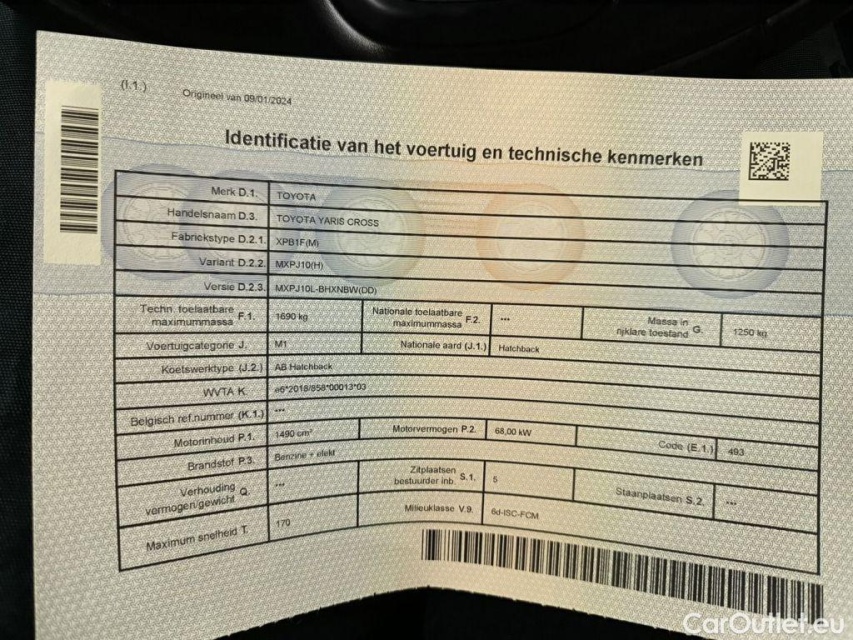 (I.1.)
Origineel van 09/01/2024
Identificatie van het voertuig en technische kenmerken
Merk D.1. TOYOTA
Handelsnaam D.3. TOYOTA YARIS CROSS
Fabriekstype D.2.1. XPB1F(M)
Variant D.2.2. MXPJ10(H)
Versie D.2.3. MXPJ10L-BHXNBW(DD)
Techn. toelaatbare maximummassa F.1. 1690 kg Nationale toelaatbare maximummassa F.2. --- Massa in rijklare toestand G. 1250 kg
Voertuigcategorie J. M1 Nationale aard (J.1.) Hatchback
Koetswerktype (J.2.) AB Hatchback
WVTA K. e6*2018/858*00013*03
Belgisch ref.nummer (K.1.) ---
Motorinhoud P.1. 1490 cm³ Motorvermogen P.2. 68,00 kW Code (E.1.) 493
Brandstof P.3. Benzine + elekt
Verhouding vermogen/gewicht Q. --- Zitplaatsen bestuurder inb. S.1. 5 Staanplaatsen S.2. ---
Maximum snelheid T. 170 Milieuklasse V.9. 6d-ISC-FCM
CarOutlet.eu